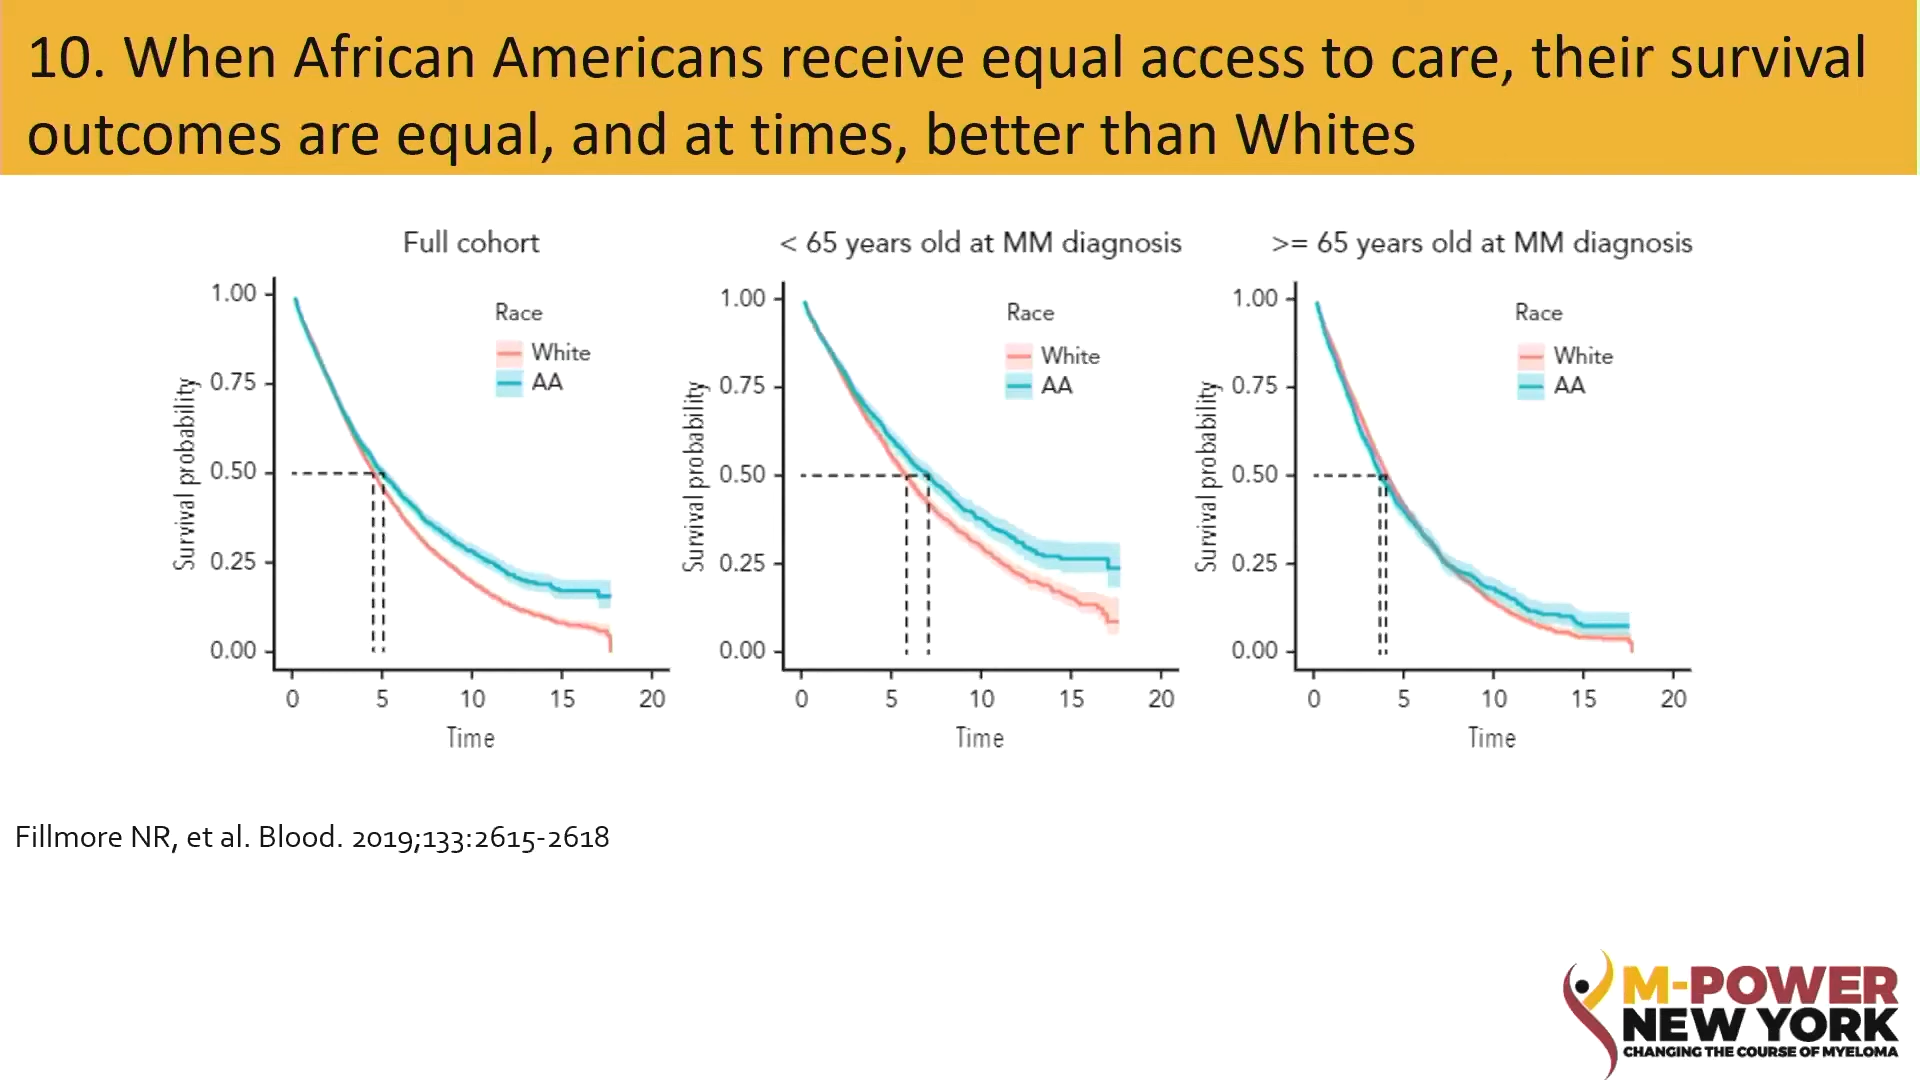 10. When African Americans receive equal access to care, their survival
outcomes are equal, and at times, better than Whites
Full cohort
Survival probability
1.00
0.75
0.50
0.25
0.00
0 5 10 15 20
Time
Race
White
AA
< 65 years old at MM diagnosis
Survival probability
1.00
0.75
0.50
0.25
0.00
0 5 10 15 20
Time
Race
White
AA
>= 65 years old at MM diagnosis
Survival probability
1.00
0.75
0.50
0.25
0.00
0 5 10 15 20
Time
Race
White
AA
Fillmore NR, et al. Blood. 2019;133:2615-2618
M-POWER
NEW YORK
CHANGING THE COURSE OF MYELOMA